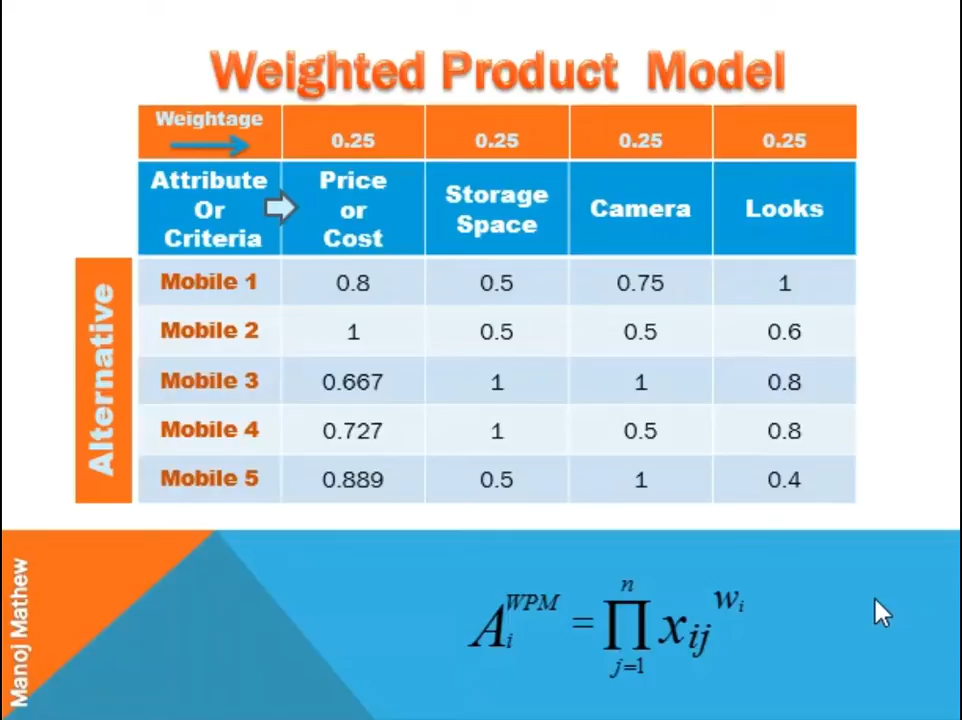 Weighted Product Model
Weightage 0.25 0.25 0.25 0.25
Attribute Or Criteria Price or Cost Storage Space Camera Looks
Alternative
Mobile 1 0.8 0.5 0.75 1
Mobile 2 1 0.5 0.5 0.6
Mobile 3 0.667 1 1 0.8
Mobile 4 0.727 1 0.5 0.8
Mobile 5 0.889 0.5 1 0.4
A_i^WPM = ∏_{j=1}^{n} x_ij^{w_i}
Manoj Mathew